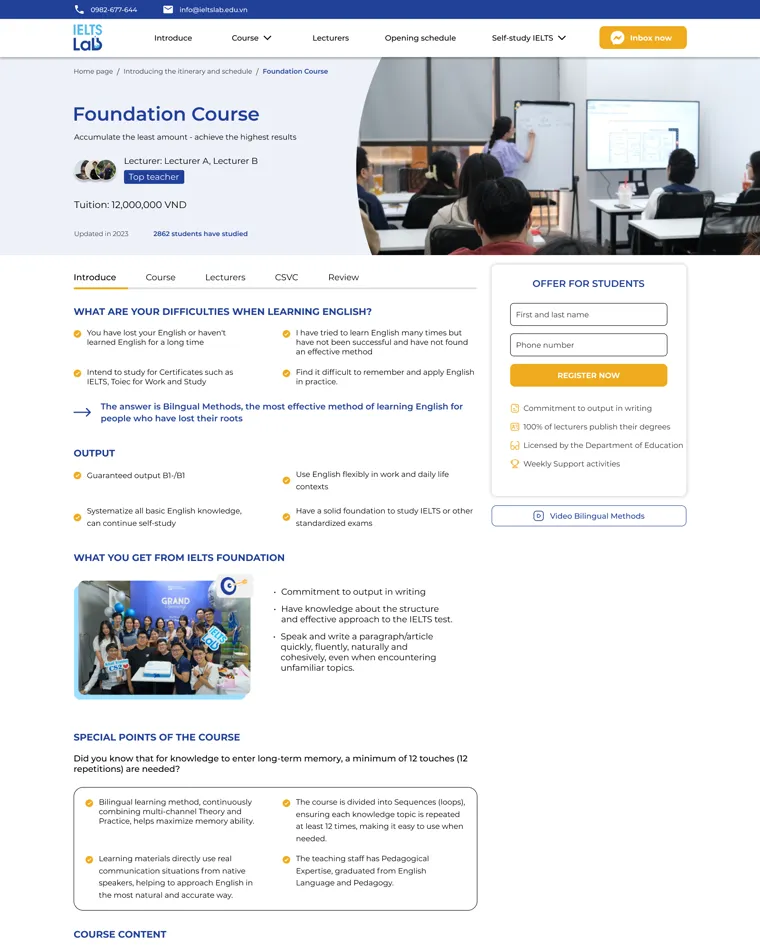 0982-677-644 info@ieltslab.edu.vn
IELTS
Lab
Introduce Course Lecturers Opening schedule Self-study IELTS Inbox now
Home page / Introducing the itinerary and schedule / Foundation Course
Foundation Course
Accumulate the least amount - achieve the highest results
Lecturer: Lecturer A, Lecturer B
Top teacher
Tuition: 12,000,000 VND
Updated in 2023 2862 students have studied
Introduce Course Lecturers CSVC Review
WHAT ARE YOUR DIFFICULTIES WHEN LEARNING ENGLISH?
You have lost your English or haven't
learned English for a long time
I have tried to learn English many times but
have not been successful and have not found
an effective method
Intend to study for Certificates such as
IELTS, Toiec for Work and Study
Find it difficult to remember and apply English
in practice.
The answer is Bilngual Methods, the most effective method of learning English for
people who have lost their roots
OUTPUT
Guaranteed output B1-/B1
Use English flexibly in work and daily life
contexts
Systematize all basic English knowledge,
can continue self-study
Have a solid foundation to study IELTS or other
standardized exams
WHAT YOU GET FROM IELTS FOUNDATION
GRAND
IELTS
Lab
• Commitment to output in writing
• Have knowledge about the structure
and effective approach to the IELTS test.
• Speak and write a paragraph/article
quickly, fluently, naturally and
cohesively, even when encountering
unfamiliar topics.
SPECIAL POINTS OF THE COURSE
Did you know that for knowledge to enter long-term memory, a minimum of 12 touches (12
repetitions) are needed?
Bilingual learning method, continuously
combining multi-channel Theory and
Practice, helps maximize memory ability.
The course is divided into Sequences (loops),
ensuring each knowledge topic is repeated
at least 12 times, making it easy to use when
needed.
Learning materials directly use real
communication situations from native
speakers, helping to approach English in
the most natural and accurate way.
The teaching staff has Pedagogical
Expertise, graduated from English
Language and Pedagogy.
COURSE CONTENT
OFFER FOR STUDENTS
First and last name
Phone number
REGISTER NOW
Commitment to output in writing
100% of lecturers publish their degrees
Licensed by the Department of Education
Weekly Support activities
Video Bilingual Methods